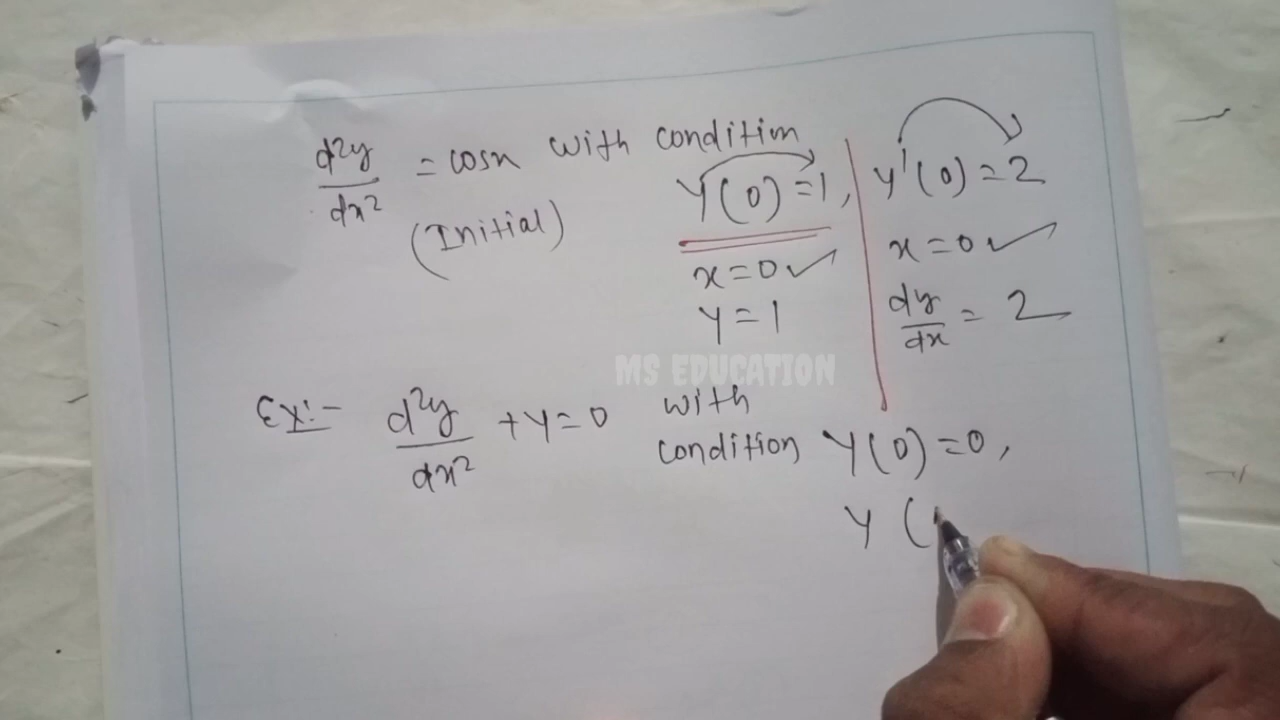 d²y/dx² = cosx with condition
(Initial)
y(0)=1, y'(0)=2
x=0✓ x=0✓
y=1 dy/dx = 2
MS EDUCATION
Ex:- d²y/dx² +y=0 with
condition y(0)=0,
y (